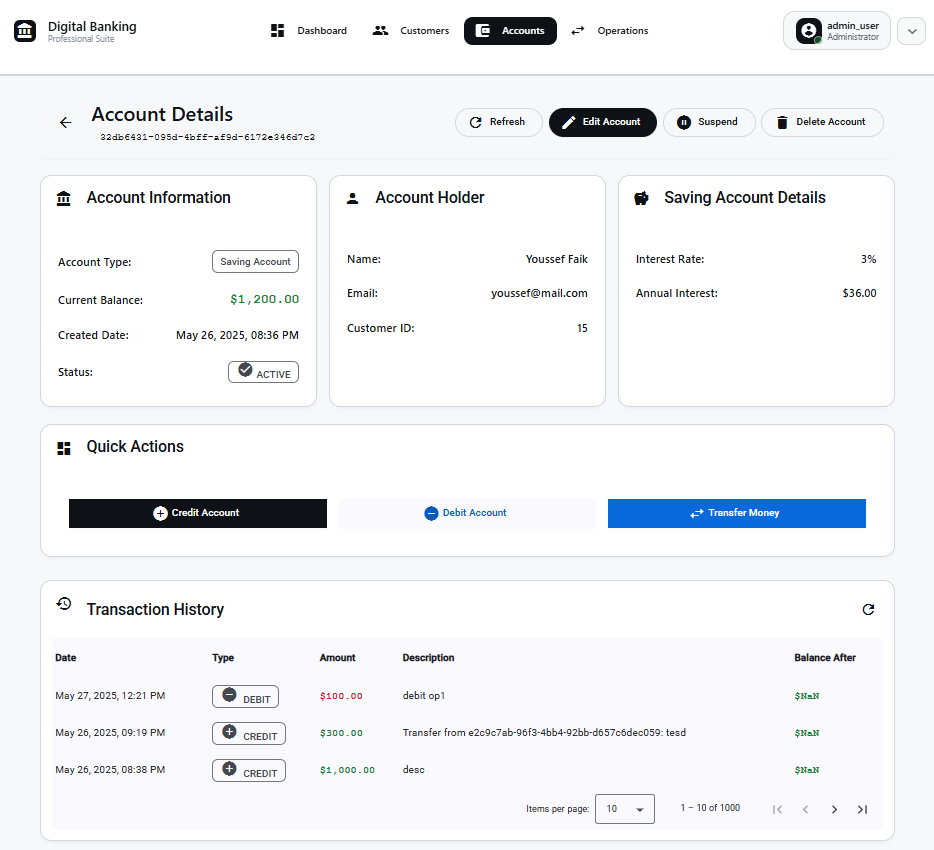 Digital Banking
Professional Suite
Dashboard
Customers
Accounts
Operations
admin_user
Administrator
Account Details
32db6431-095d-4bff-af9d-6172e346d7c2
Refresh
Edit Account
Suspend
Delete Account
Account Information
Account Type: Saving Account
Current Balance: $1,200.00
Created Date: May 26, 2025, 08:36 PM
Status: ACTIVE
Account Holder
Name: Youssef Faik
Email: youssef@mail.com
Customer ID: 15
Saving Account Details
Interest Rate: 3%
Annual Interest: $36.00
Quick Actions
Credit Account
Debit Account
Transfer Money
Transaction History
Date Type Amount Description Balance After
May 27, 2025, 12:21 PM DEBIT $100.00 debit op1 $NaN
May 26, 2025, 09:19 PM CREDIT $300.00 Transfer from e2c9c7ab-96f3-4bb4-92bb-d657c6dec059: tesd $NaN
May 26, 2025, 08:38 PM CREDIT $1,000.00 desc $NaN
Items per page: 10 1 – 10 of 1000